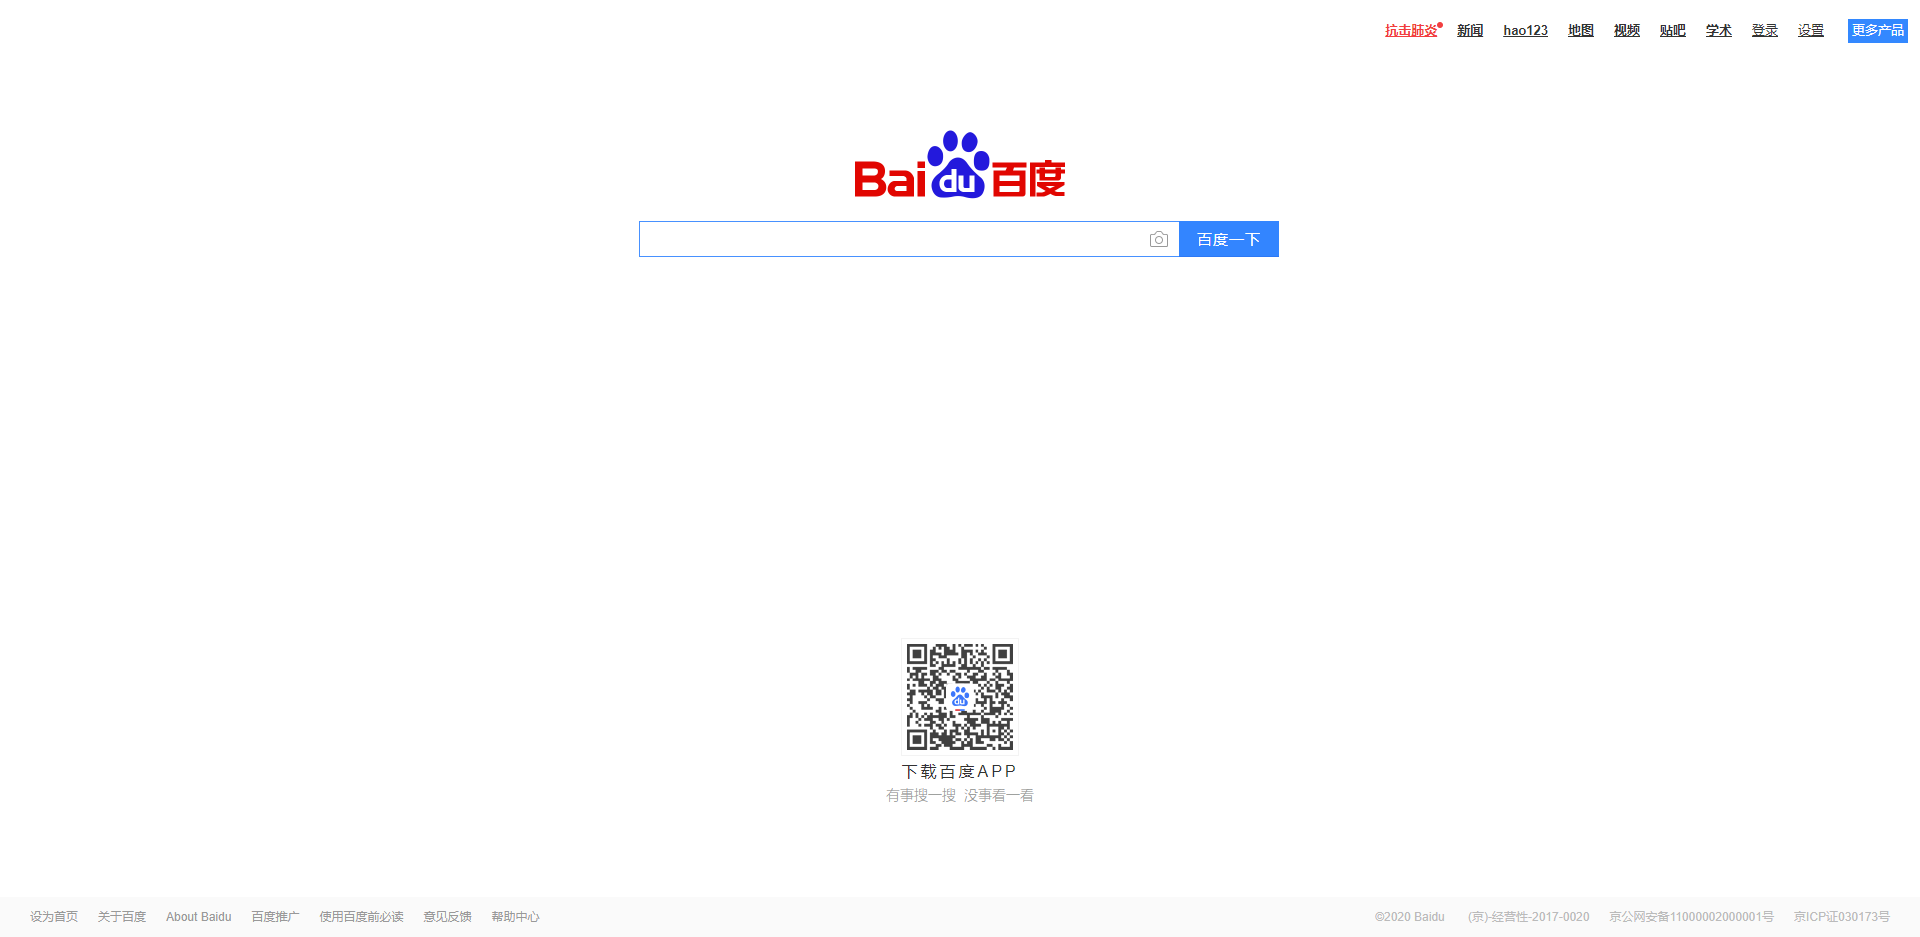 抗击肺炎 新闻 hao123 地图 视频 贴吧 学术 登录 设置 更多产品
Baidu百度
百度一下
du
下载百度APP
有事搜一搜 没事看一看
设为首页 关于百度 About Baidu 百度推广 使用百度前必读 意见反馈 帮助中心 ©2020 Baidu (京)-经营性-2017-0020 京公网安备11000002000001号 京ICP证030173号